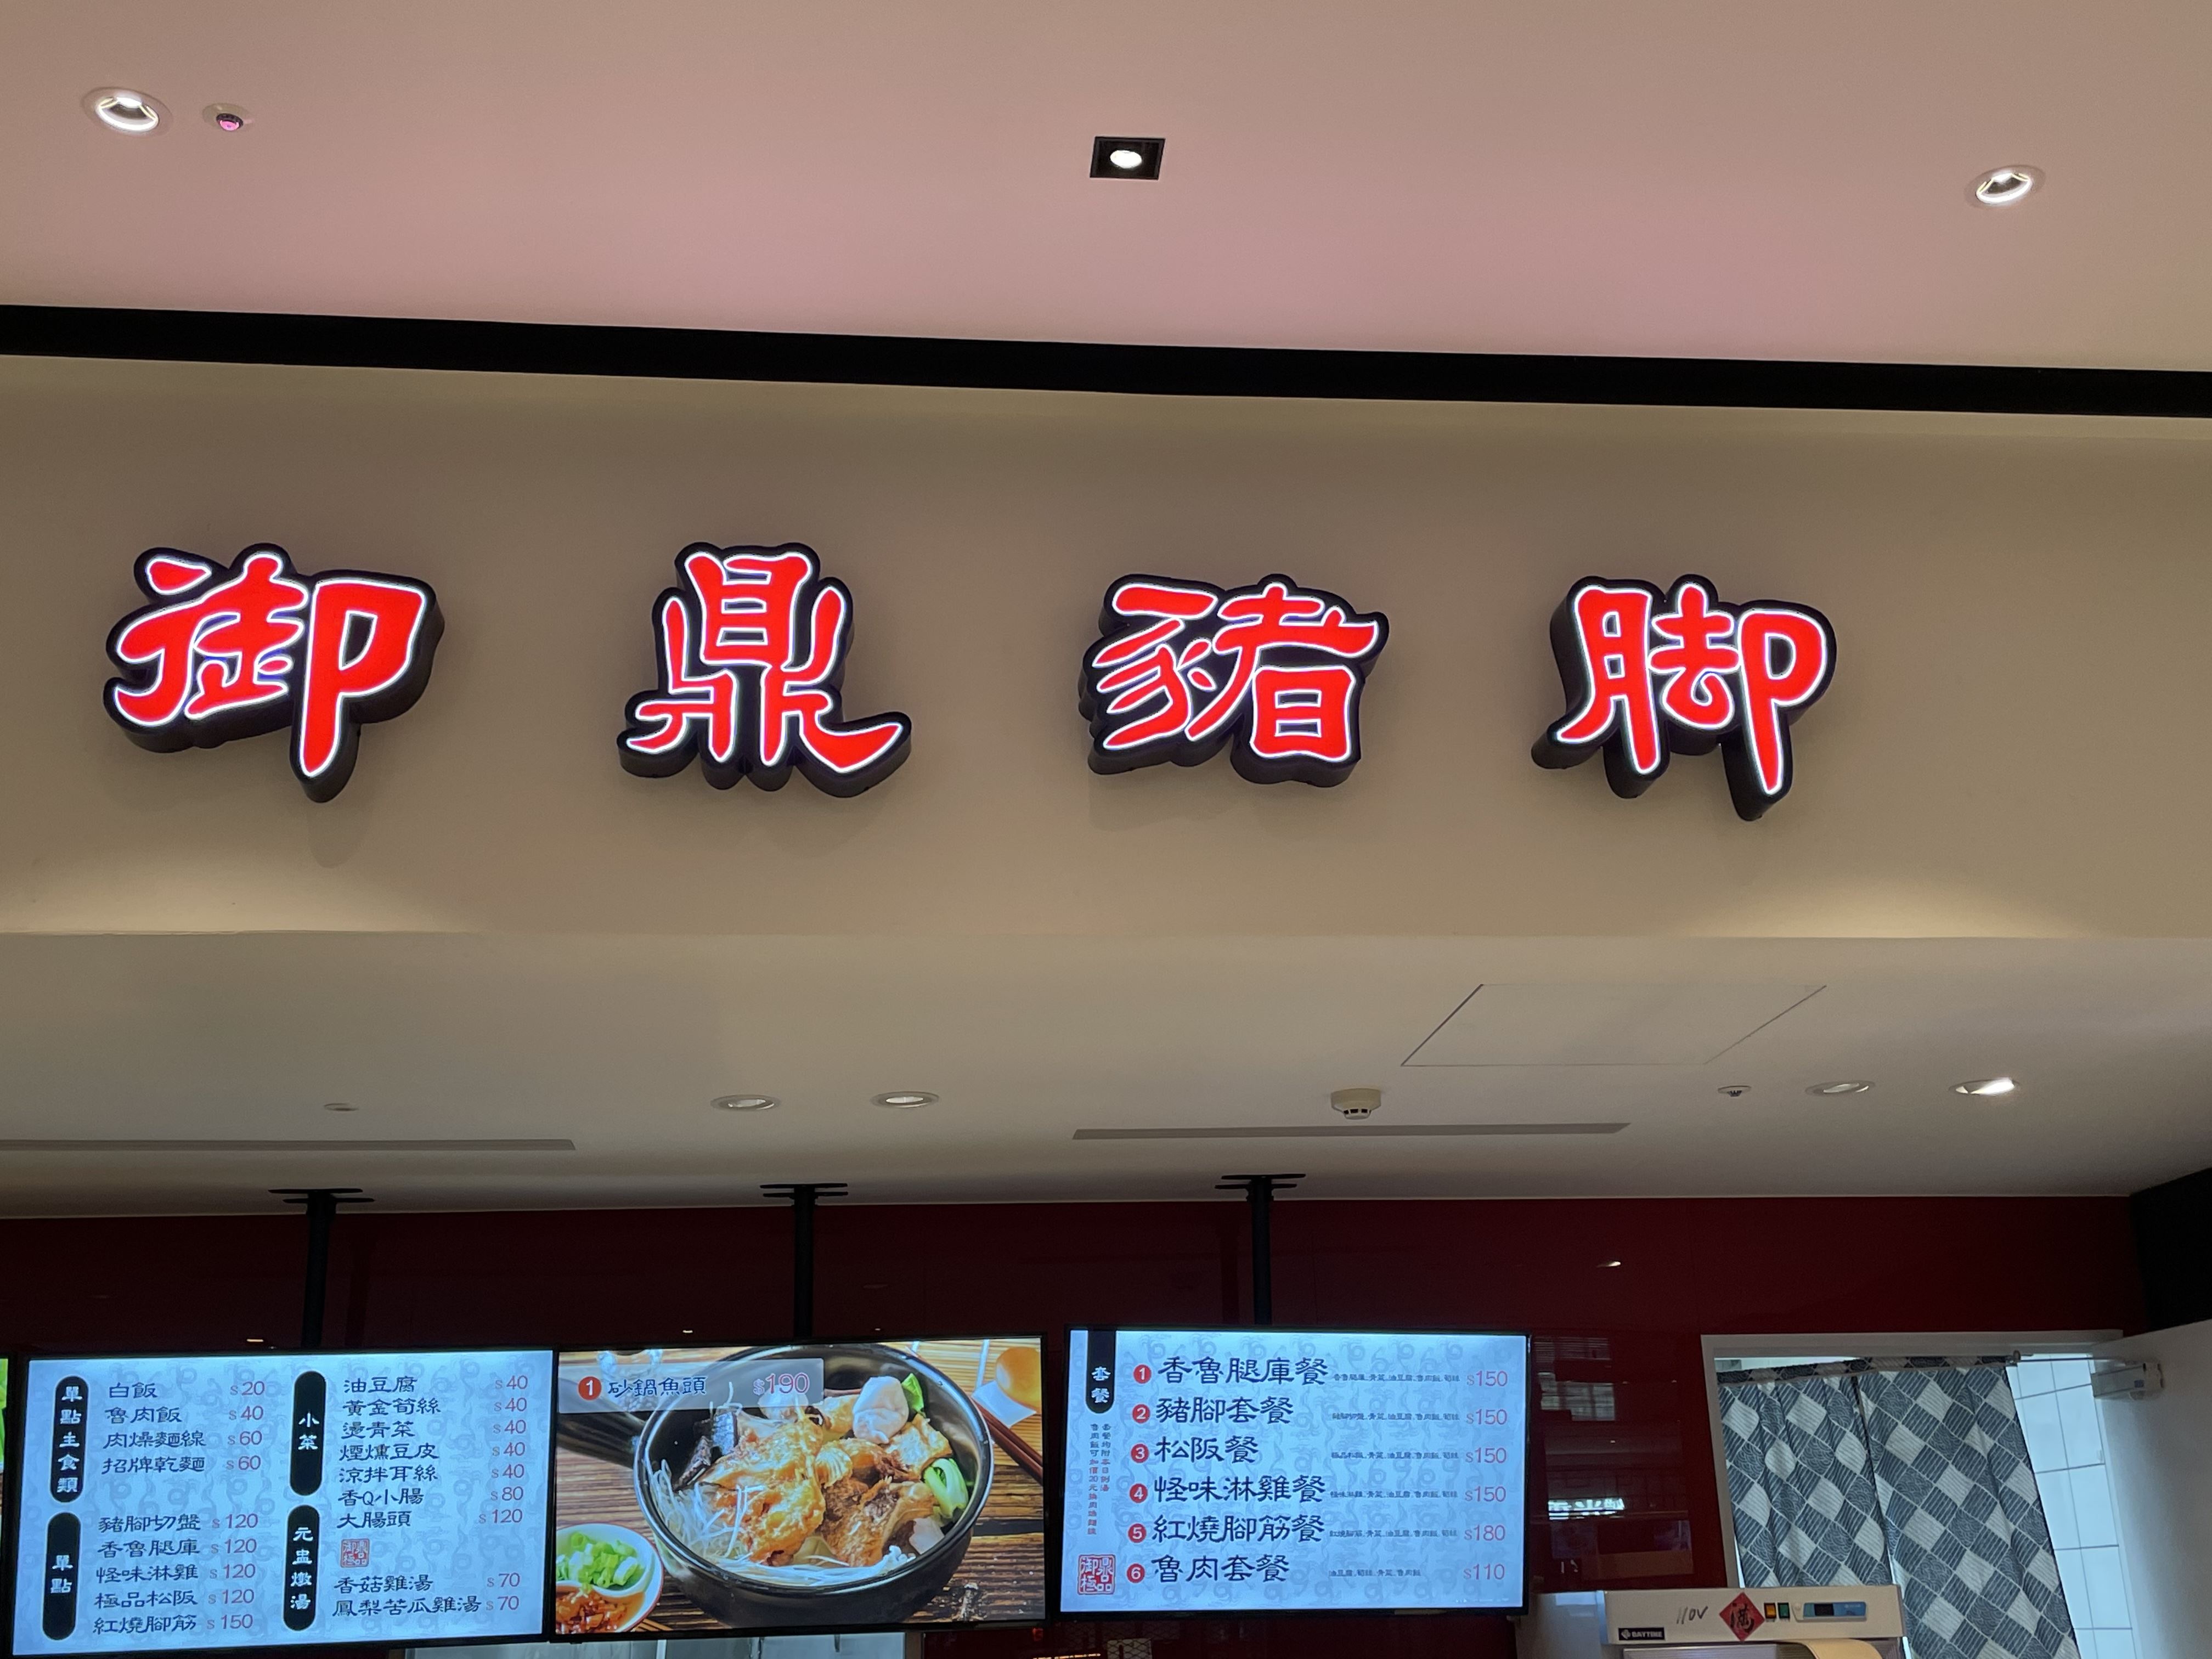 御鼎豬脚
單點主食類
白飯 $20
魯肉飯 $40
肉燥麵線 $60
招牌乾麵 $60
單點
豬腳切盤 $120
香魯腿庫 $120
怪味淋雞 $120
極品松阪 $120
紅燒腳筋 $150
小菜
油豆腐 $40
黃金筍絲 $40
燙青菜 $40
煙燻豆皮 $40
涼拌耳絲 $40
香Q小腸 $80
大腸頭 $120
元盅燉湯
香菇雞湯 $70
鳳梨苦瓜雞湯 $70
1 砂鍋魚頭 $190
套餐
1 香魯腿庫餐 $150
2 豬腳套餐 $150
3 松阪餐 $150
4 怪味淋雞餐 $150
5 紅燒腳筋餐 $180
6 魯肉套餐 $110
110V
滿